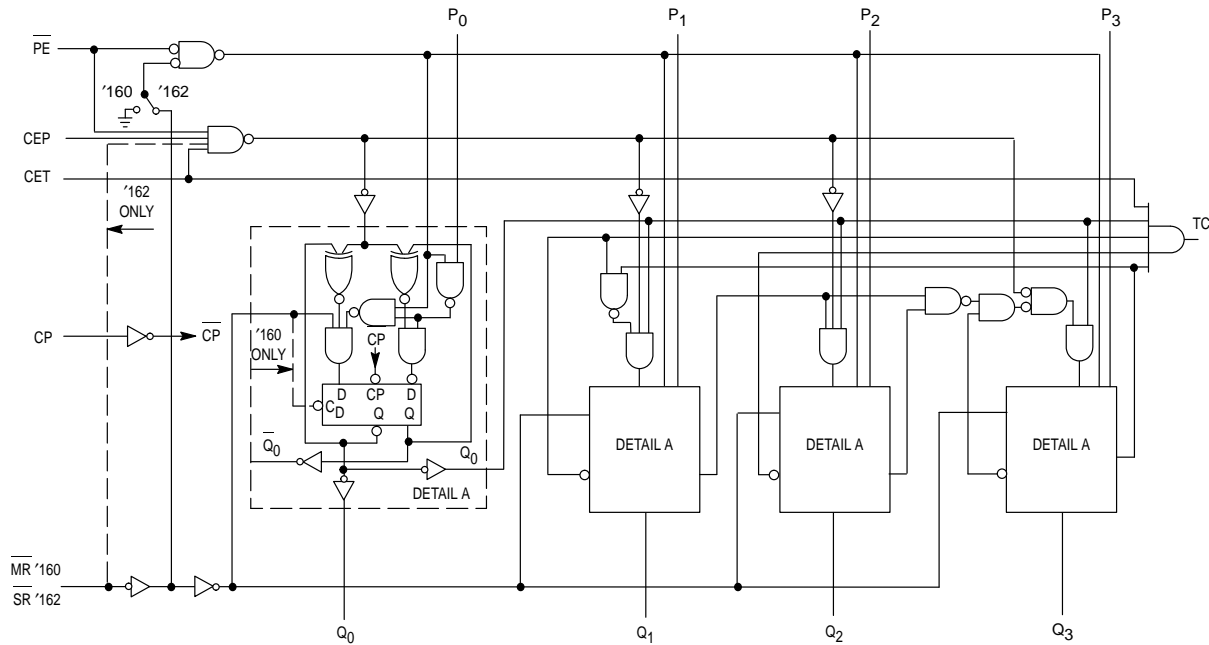 P0
P1
P2
P3
PE
'160
'162
CEP
CET
'162
ONLY
TC
CP
CP
'160
ONLY
CP
D
CP
D
CD
Q
Q
Q0
Q0
DETAIL A
DETAIL A
DETAIL A
DETAIL A
MR '160
SR '162
Q0
Q1
Q2
Q3